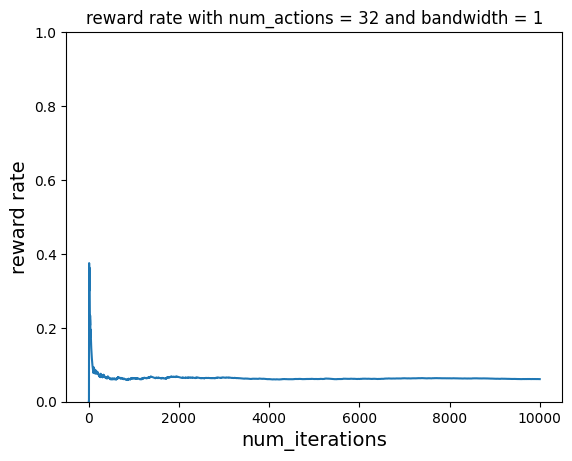 reward rate with num_actions = 32 and bandwidth = 1
1.0
0.8
0.6
0.4
0.2
0.0
reward rate
0 2000 4000 6000 8000 10000
num_iterations